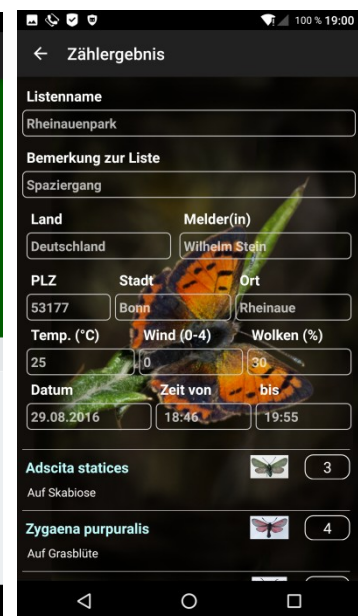 100 % 19:00
Zählergebnis
Listenname
Rheinauenpark
Bemerkung zur Liste
Spaziergang
Land Melder(in)
Deutschland Wilhelm Stein
PLZ Stadt Ort
53177 Bonn Rheinaue
Temp. (°C) Wind (0-4) Wolken (%)
25 0 30
Datum Zeit von bis
29.08.2016 18:46 19:55
Adscita statices 3
Auf Skabiose
Zygaena purpuralis 4
Auf Grasblüte